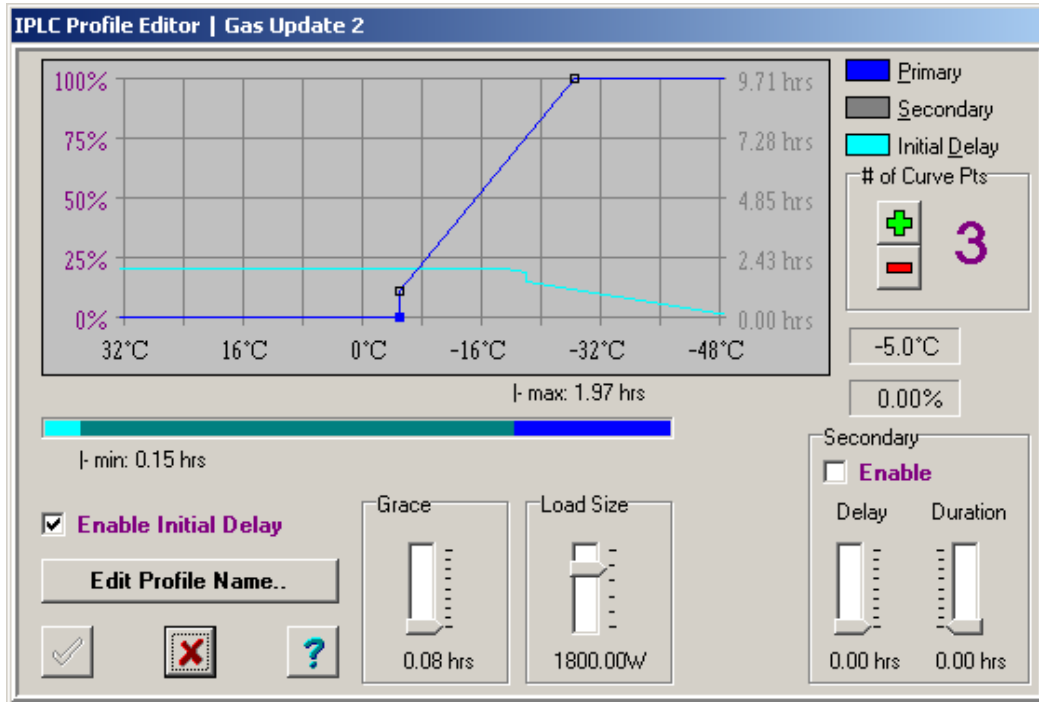 IPLC Profile Editor | Gas Update 2
100%
75%
50%
25%
0%
9.71 hrs
7.28 hrs
4.85 hrs
2.43 hrs
0.00 hrs
32°C 16°C 0°C -16°C -32°C -48°C
Primary
Secondary
Initial Delay
# of Curve Pts
3
-5.0°C
0.00%
|- max: 1.97 hrs
|- min: 0.15 hrs
Enable Initial Delay
Edit Profile Name..
?
Grace
0.08 hrs
Load Size
1800.00W
Secondary
Enable
Delay Duration
0.00 hrs 0.00 hrs